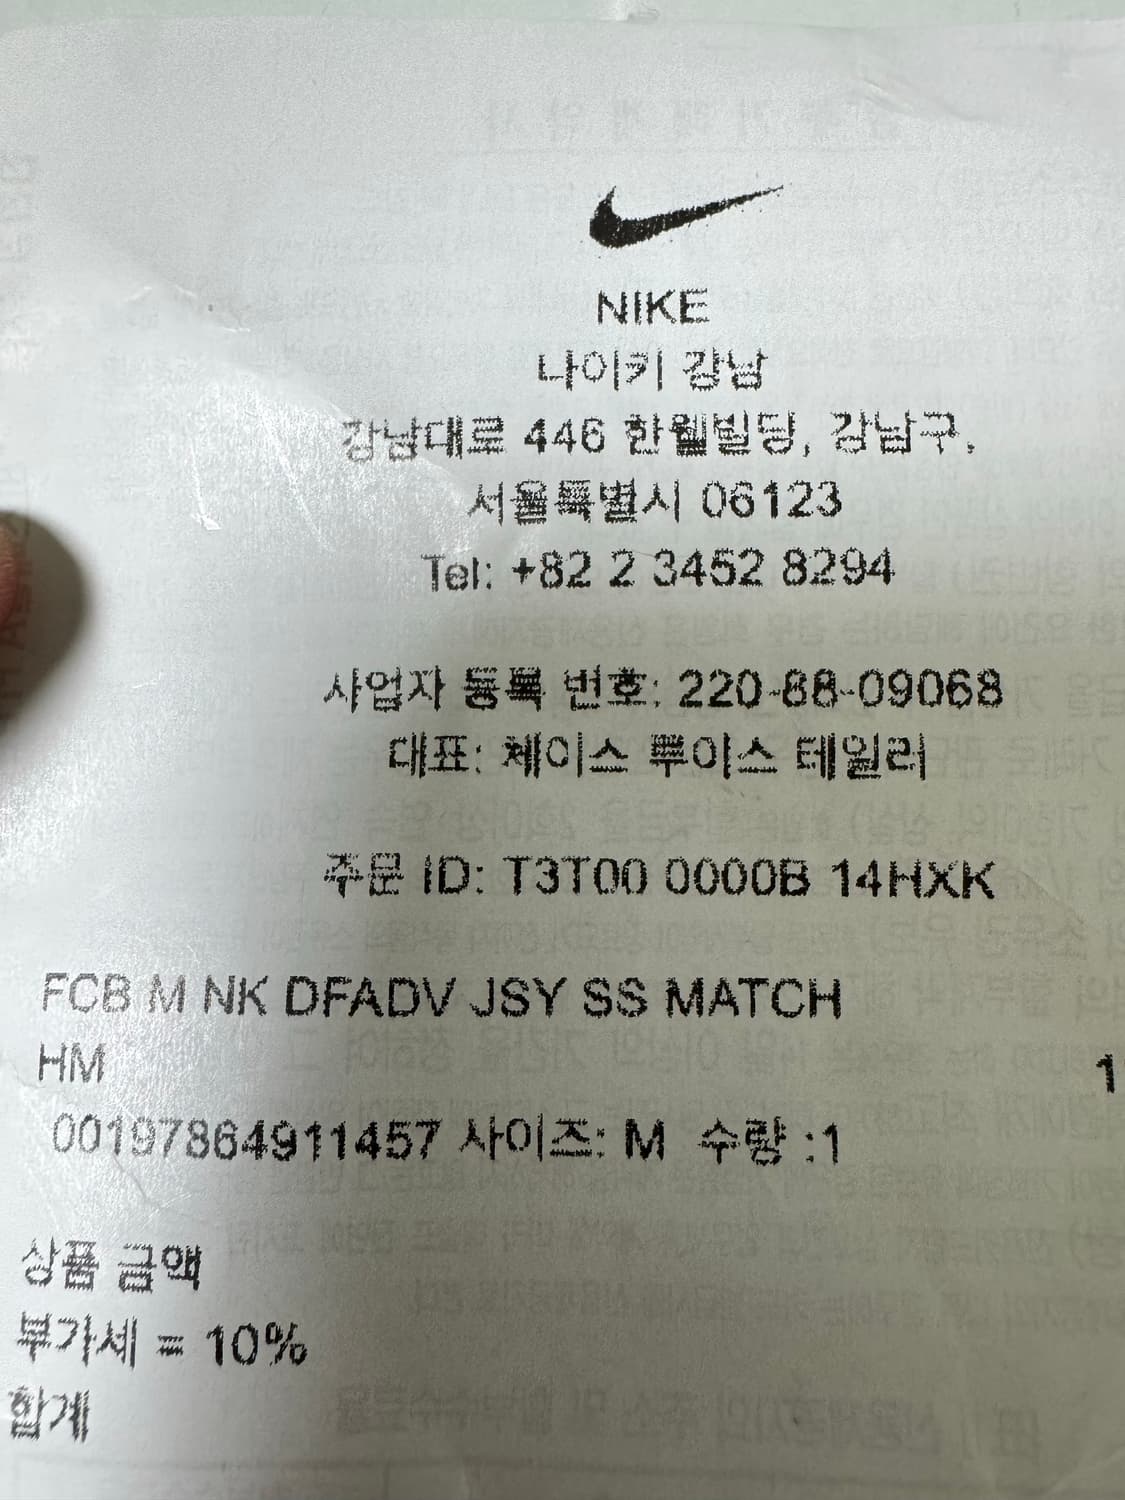 NIKE
나이키 강남
강남대로 446 한웰빌딩, 강남구,
서울특별시 06123
Tel: +82 2 3452 8294
사업자 등록 번호: 220-88-09068
대표: 체이스 루이스 테일러
주문 ID: T3T00 0000B 14HXK
FCB M NK DFADV JSY SS MATCH
HM 1
00197864911457 사이즈: M 수량 :1
상품 금액
부가세 = 10%
합계